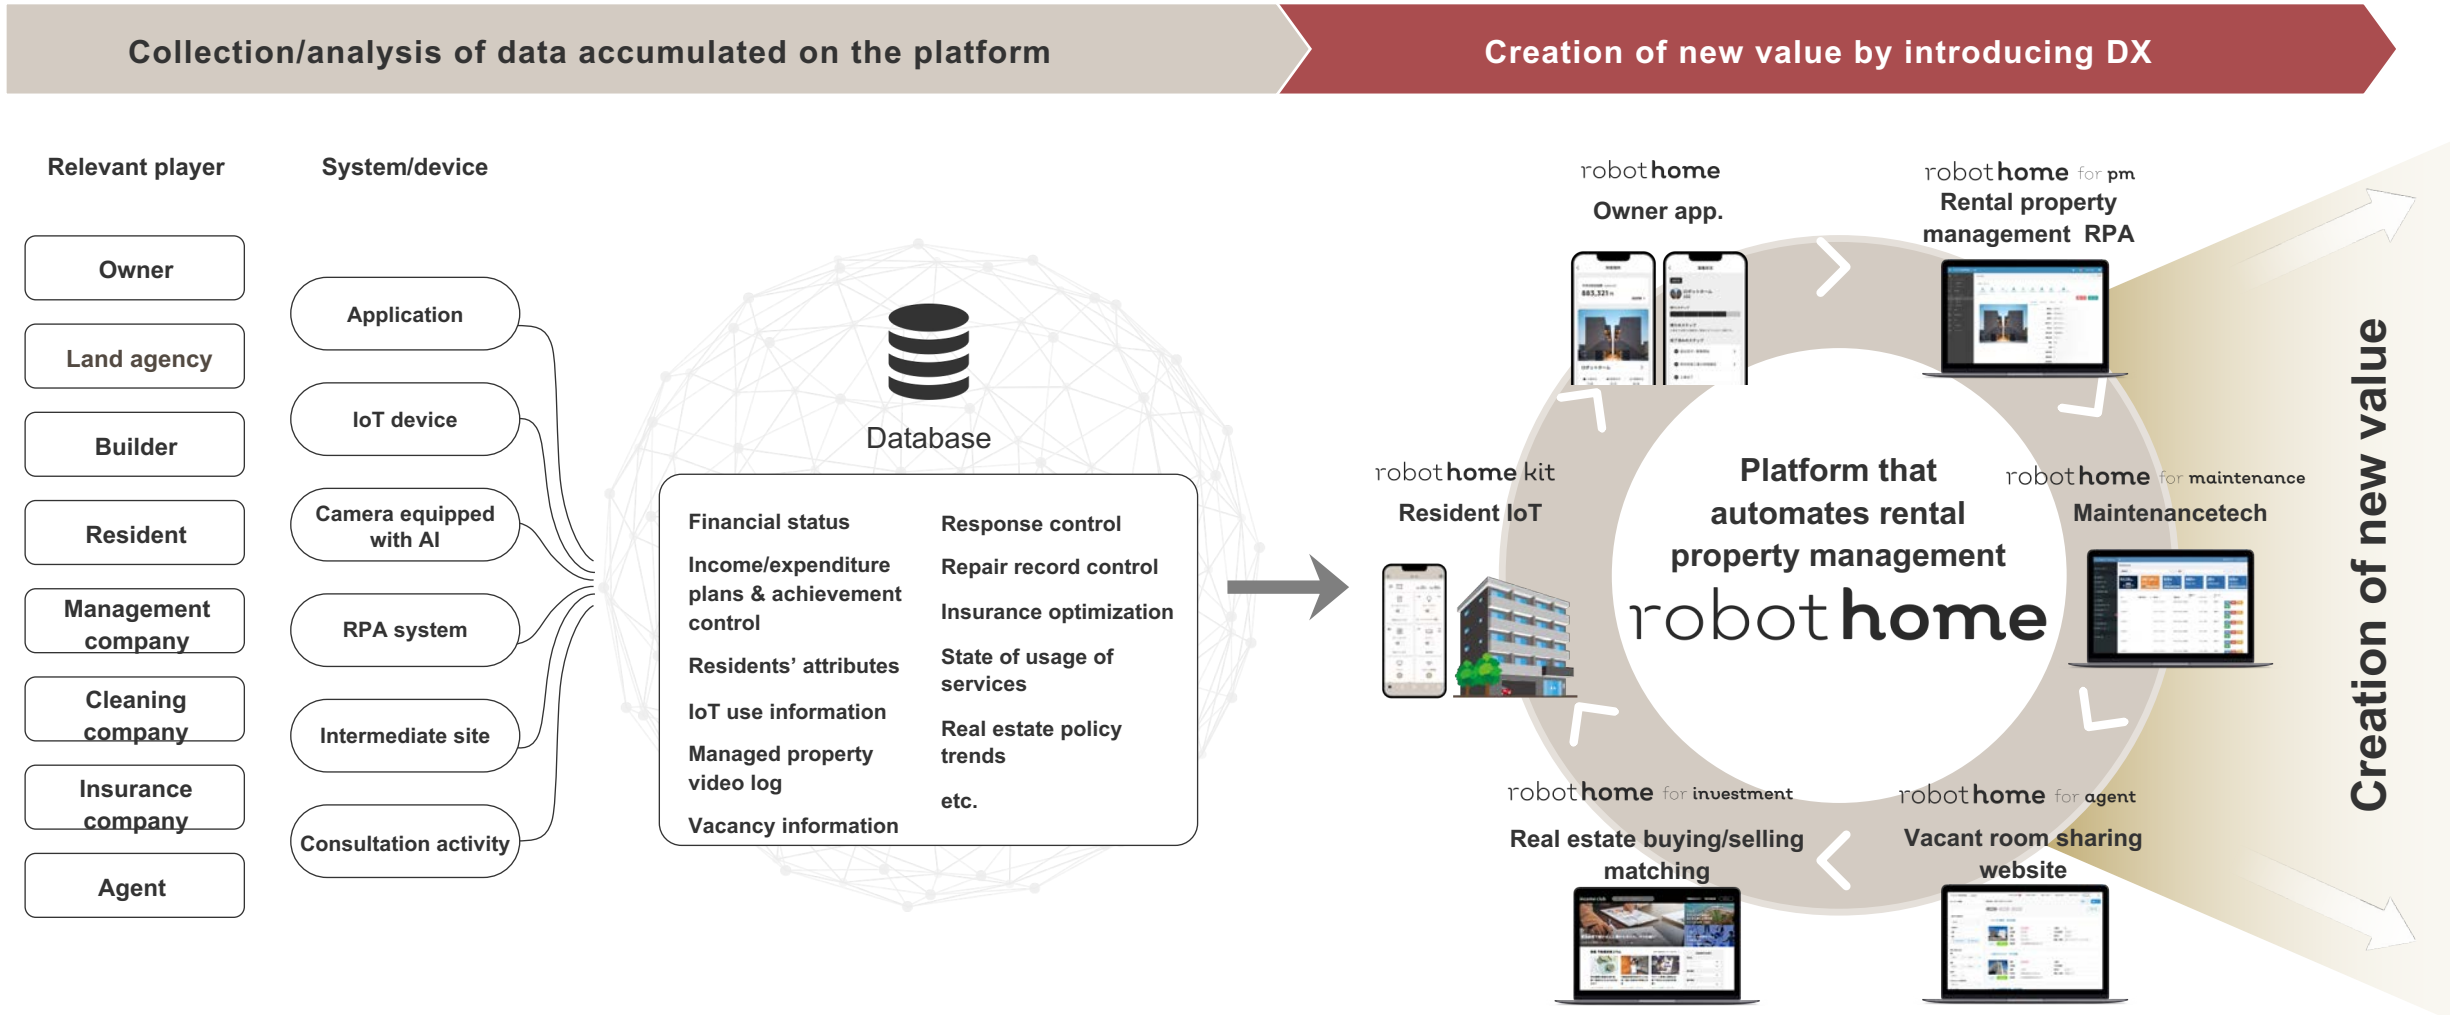 Collection/analysis of data accumulated on the platform
Creation of new value by introducing DX
Relevant player
Owner
Land agency
Builder
Resident
Management
company
Cleaning
company
Insurance
company
Agent
System/device
Application
IoT device
Camera equipped
with AI
RPA system
Intermediate site
Consultation activity
Database
Financial status
Income/expenditure
plans & achievement
control
Residents’ attributes
IoT use information
Managed property
video log
Vacancy information
Response control
Repair record control
Insurance optimization
State of usage of
services
Real estate policy
trends
etc.
robot home
Owner app.
883,321
robot home for pm
Rental property
management RPA
robot home kit
Resident IoT
Platform that
automates rental
property management
robot home
robot home for maintenance
Maintenancetech
robot home for investment
Real estate buying/selling
matching
robot home for agent
Vacant room sharing
website
Creation of new value